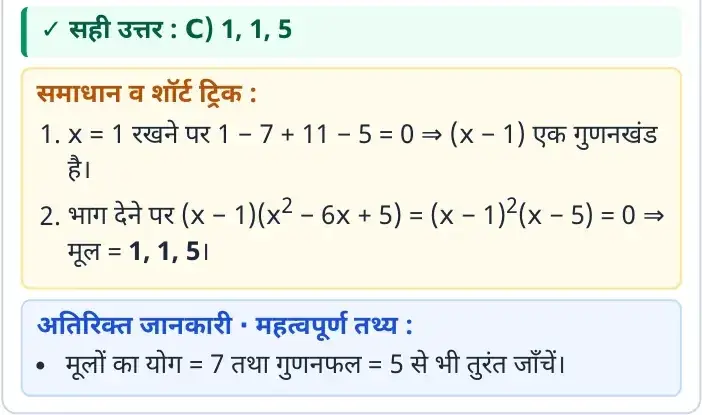 ✓ सही उत्तर : C) 1, 1, 5
समाधान व शॉर्ट ट्रिक :
1. x = 1 रखने पर 1 − 7 + 11 − 5 = 0 ⇒ (x − 1) एक गुणनखंड
है।
2. भाग देने पर (x − 1)(x² − 6x + 5) = (x − 1)²(x − 5) = 0 ⇒
मूल = 1, 1, 5।
अतिरिक्त जानकारी · महत्वपूर्ण तथ्य :
• मूलों का योग = 7 तथा गुणनफल = 5 से भी तुरंत जाँचें।